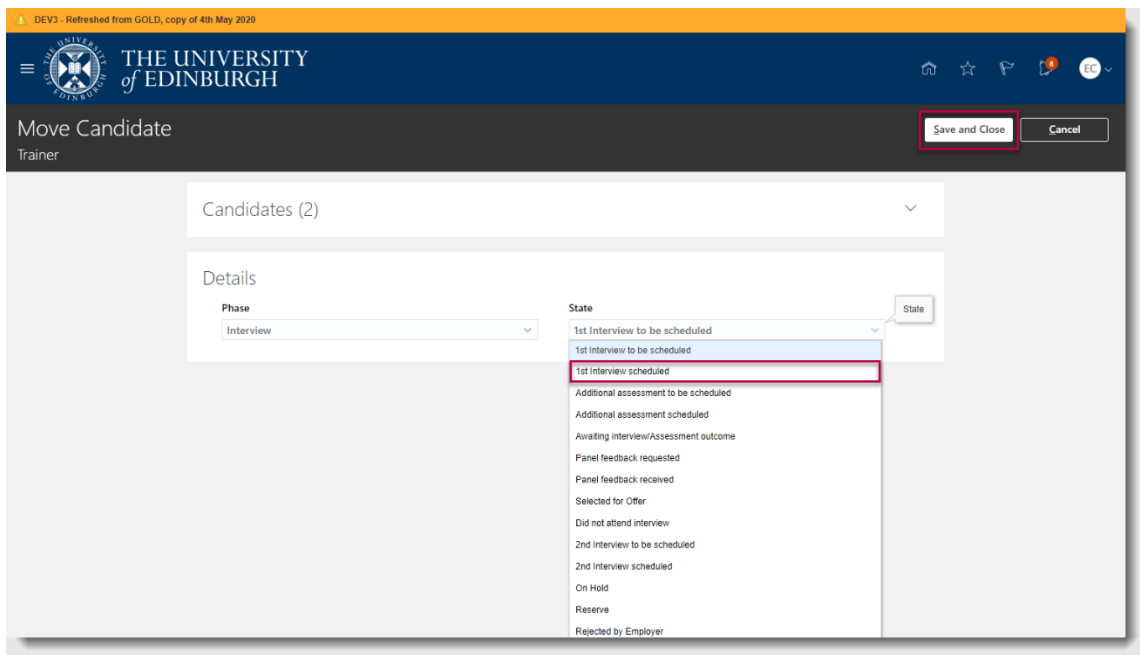 DEV3 - Refreshed from GOLD, copy of 4th May 2020
THE UNIVERSITY
of EDINBURGH
8
EC
Move Candidate
Trainer
Save and Close
Cancel
Candidates (2)
Details
Phase
State
State
Interview
1st Interview to be scheduled
1st Interview to be scheduled
1st Interview scheduled
Additional assessment to be scheduled
Additional assessment scheduled
Awaiting interview/Assessment outcome
Panel feedback requested
Panel feedback received
Selected for Offer
Did not attend interview
2nd Interview to be scheduled
2nd Interview scheduled
On Hold
Reserve
Rejected by Employer